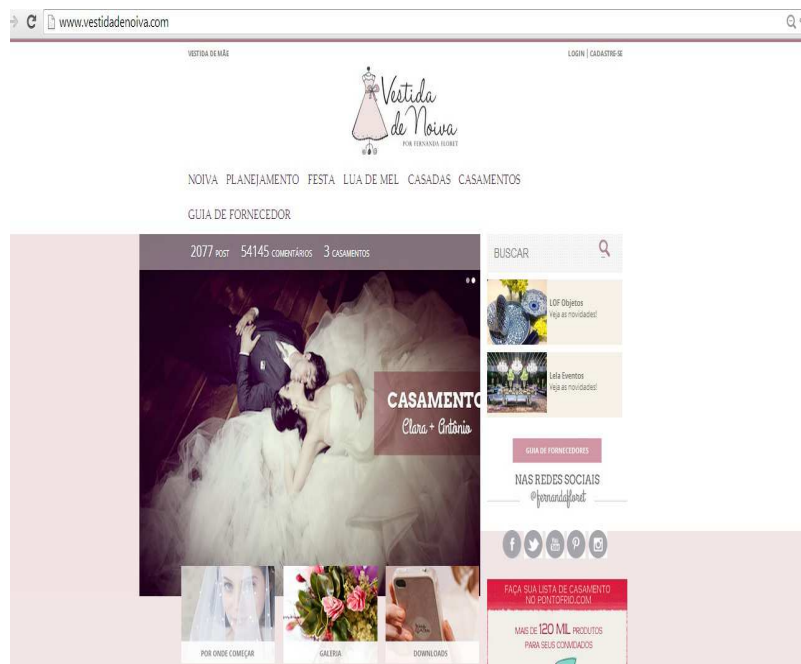 www.vestidadenoiva.com
VESTIDA DE MÃE
LOGIN | CADASTRE-SE
Vestida
de Noiva
POR FERNANDA FLORET
NOIVA PLANEJAMENTO FESTA LUA DE MEL CASADAS CASAMENTOS
GUIA DE FORNECEDOR
2077 POST 54145 COMENTÁRIOS 3 CASAMENTOS
BUSCAR
LOF Objetos
Veja as novidades!
Lela Eventos
Veja as novidades!
CASAMENTO
Clara + Antônio
GUIA DE FORNECEDORES
NAS REDES SOCIAIS
@fernandafloret
f
You
FAÇA SUA LISTA DE CASAMENTO
NO PONTOFRIO.COM
MAIS DE 120 MIL PRODUTOS
PARA SEUS CONVIDADOS
POR ONDE COMEÇAR
GALERIA
DOWNLOADS